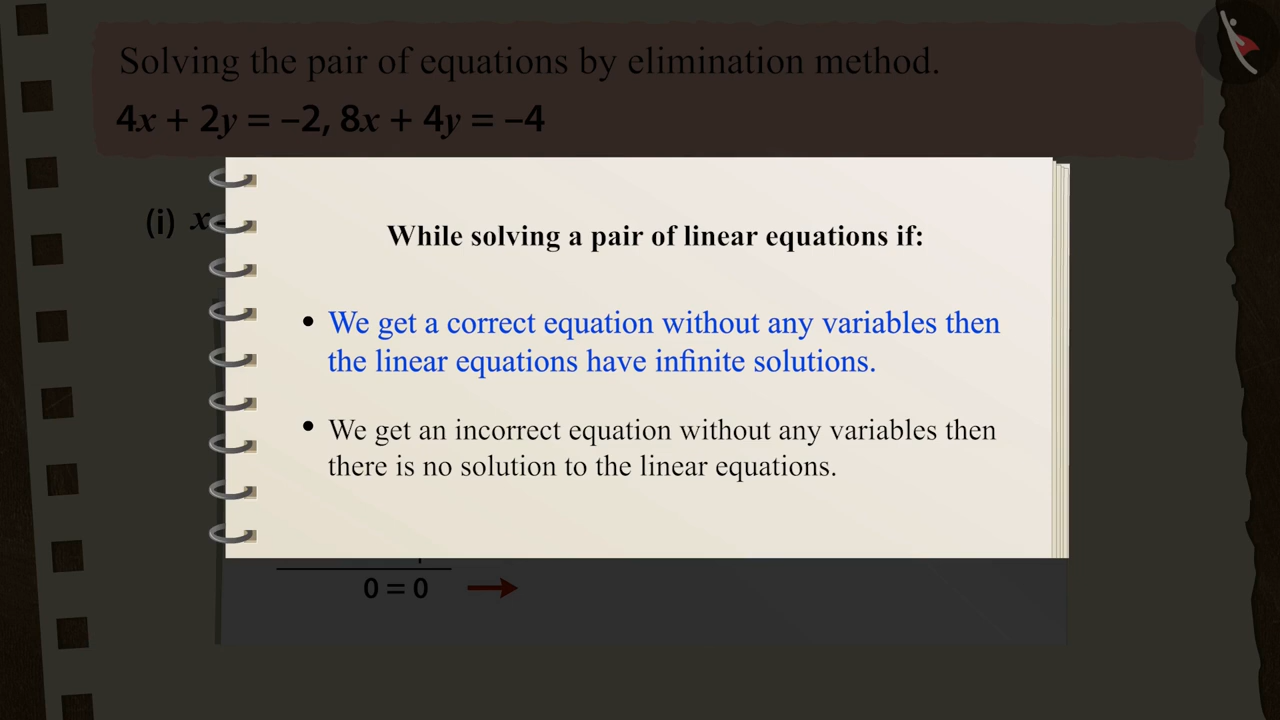 Solving the pair of equations by elimination method.
4x + 2y = –2, 8x + 4y = –4
(i) x
While solving a pair of linear equations if:
• We get a correct equation without any variables then
the linear equations have infinite solutions.
• We get an incorrect equation without any variables then
there is no solution to the linear equations.
0 = 0